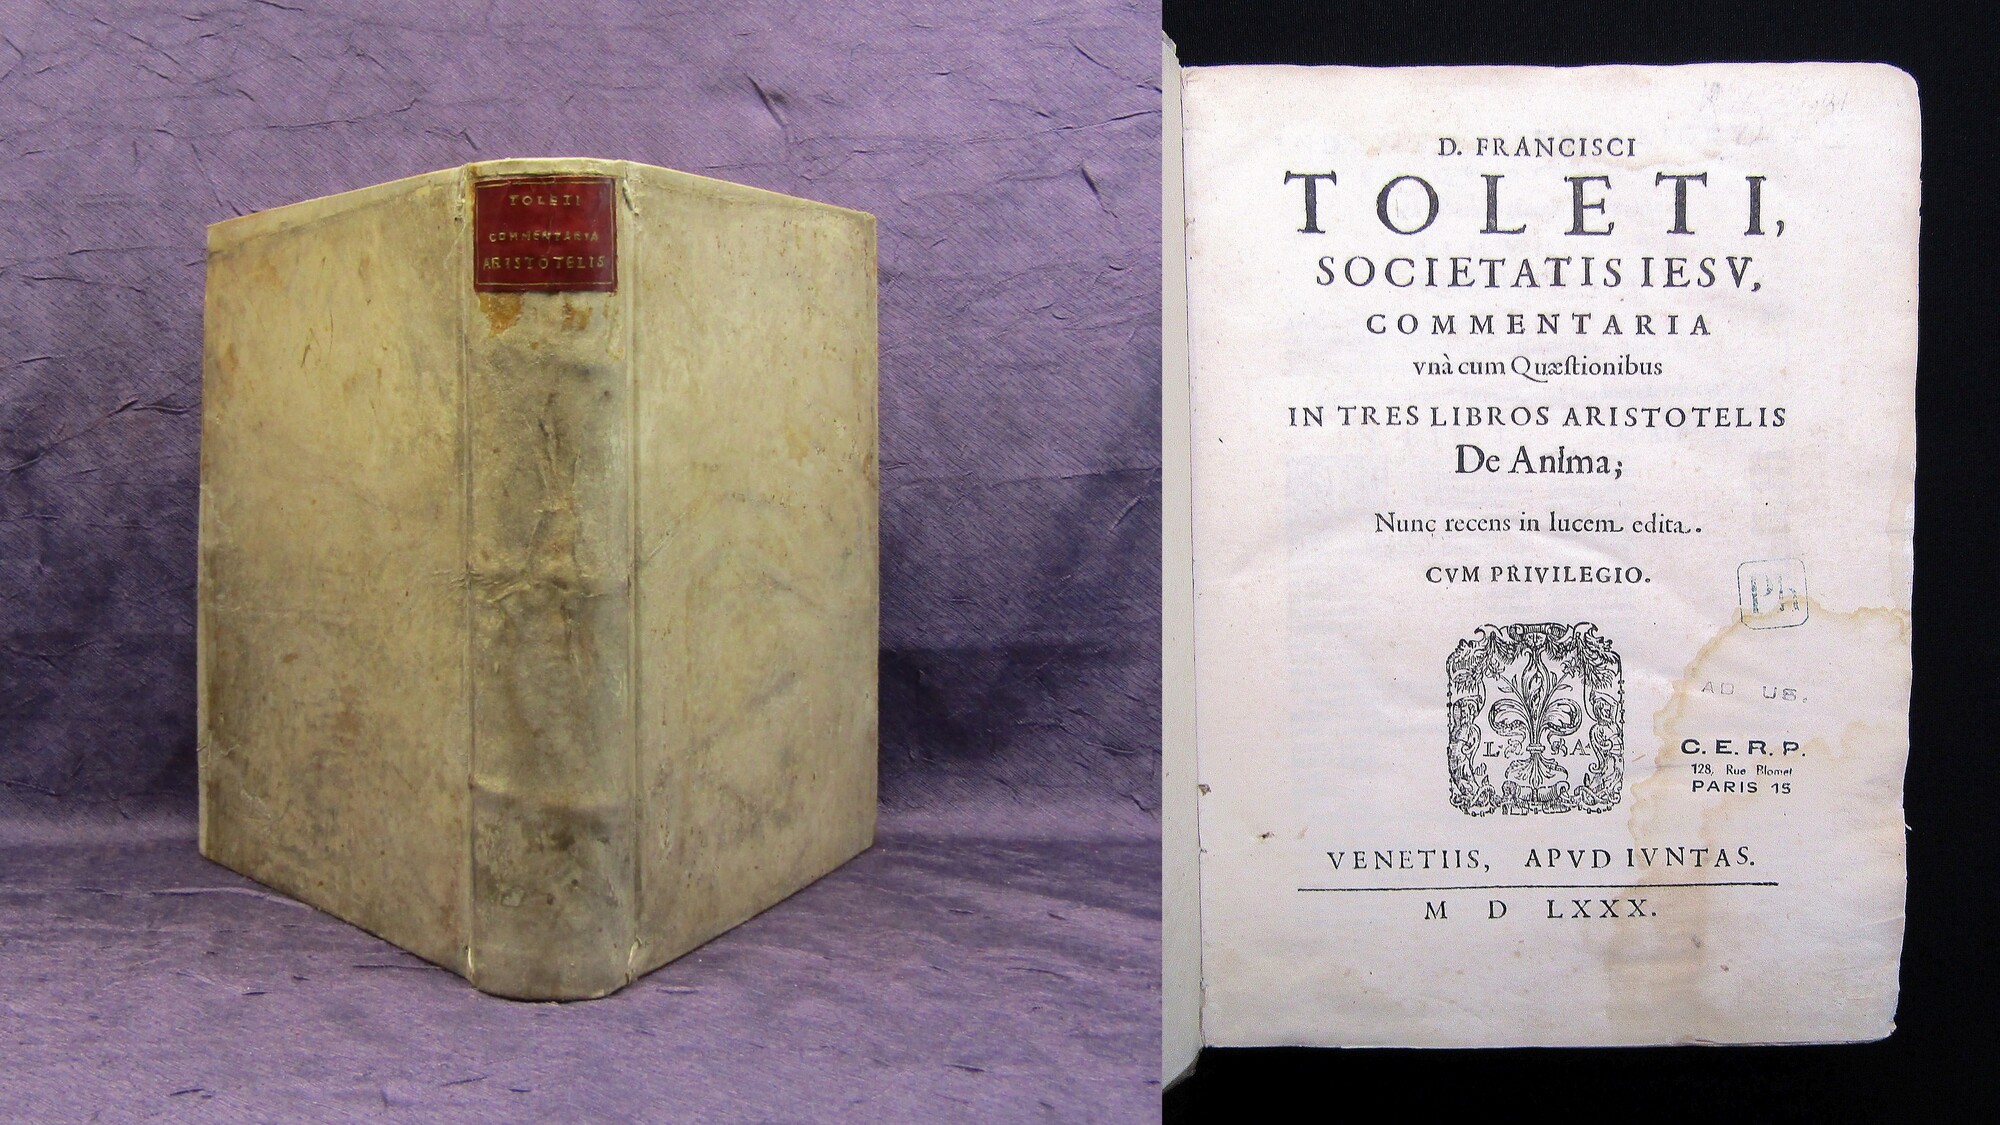 TOLETI
COMMENTARIA
ARISTOTELIS
D. FRANCISCI
TOLETI,
SOCIETATIS IESV,
COMMENTARIA
vnà cum Quæſtionibus
IN TRES LIBROS ARISTOTELIS
De Anima;
Nunc recens in lucem edita.
CVM PRIVILEGIO.
L A
AD US.
C. E. R. P.
128, Rue Blomet
PARIS 15
VENETIIS, APVD IVNTAS.
M D LXXX.